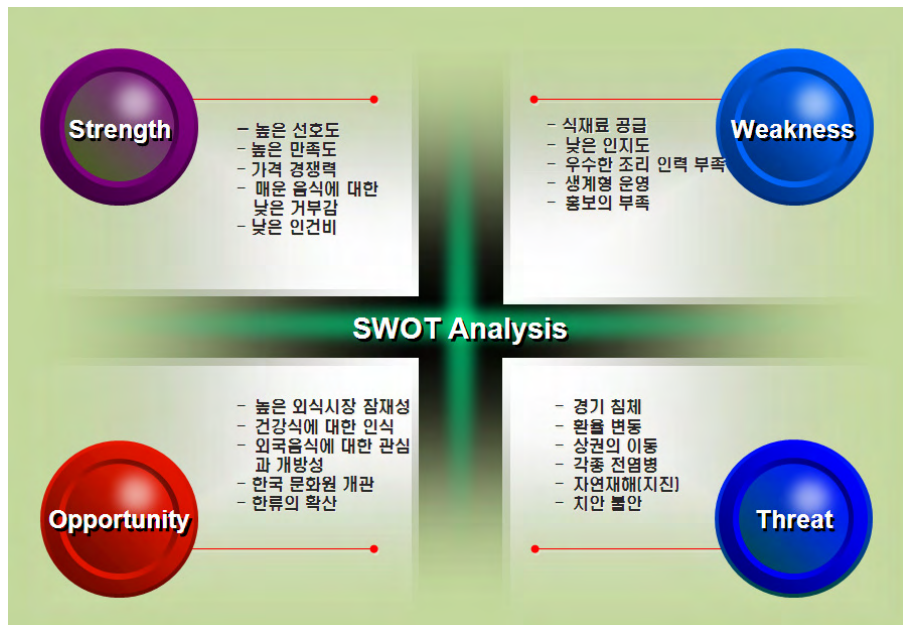 Strength
– 높은 선호도
– 높은 만족도
– 가격 경쟁력
– 매운 음식에 대한
낮은 거부감
– 낮은 인건비
Weakness
– 식재료 공급
– 낮은 인지도
– 우수한 조리 인력 부족
– 생계형 운영
– 홍보의 부족
SWOT Analysis
Opportunity
– 높은 외식시장 잠재성
– 건강식에 대한 인식
– 외국음식에 대한 관심
과 개방성
– 한국 문화원 개관
– 한류의 확산
Threat
– 경기 침체
– 환율 변동
– 상권의 이동
– 각종 전염병
– 자연재해(지진)
– 치안 불안